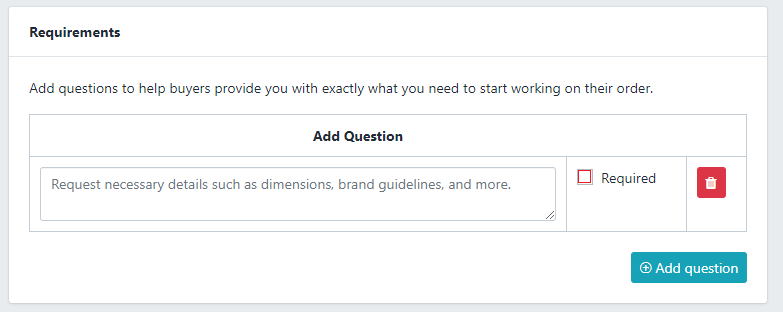 Requirements
Add questions to help buyers provide you with exactly what you need to start working on their order.
Add Question
Request necessary details such as dimensions, brand guidelines, and more.
Required
Add question